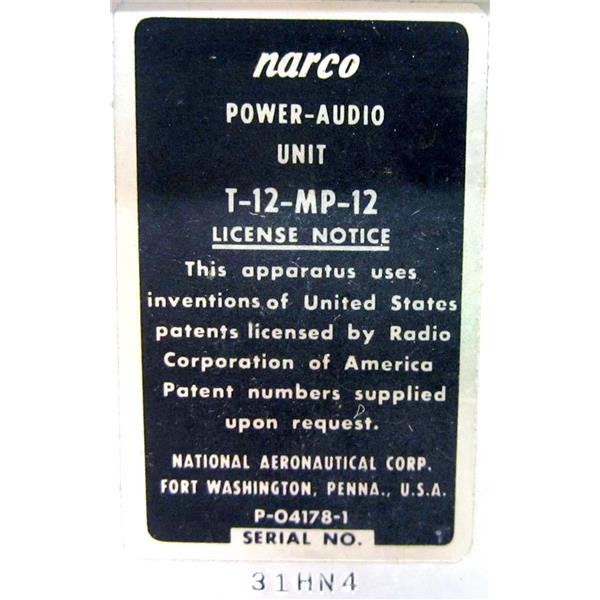 narco
POWER-AUDIO
UNIT
T-12-MP-12
LICENSE NOTICE
This apparatus uses
inventions of United States
patents licensed by Radio
Corporation of America
Patent numbers supplied
upon request.
NATIONAL AERONAUTICAL CORP.
FORT WASHINGTON, PENNA., U.S.A.
P-04178-1
SERIAL NO.
31HN4